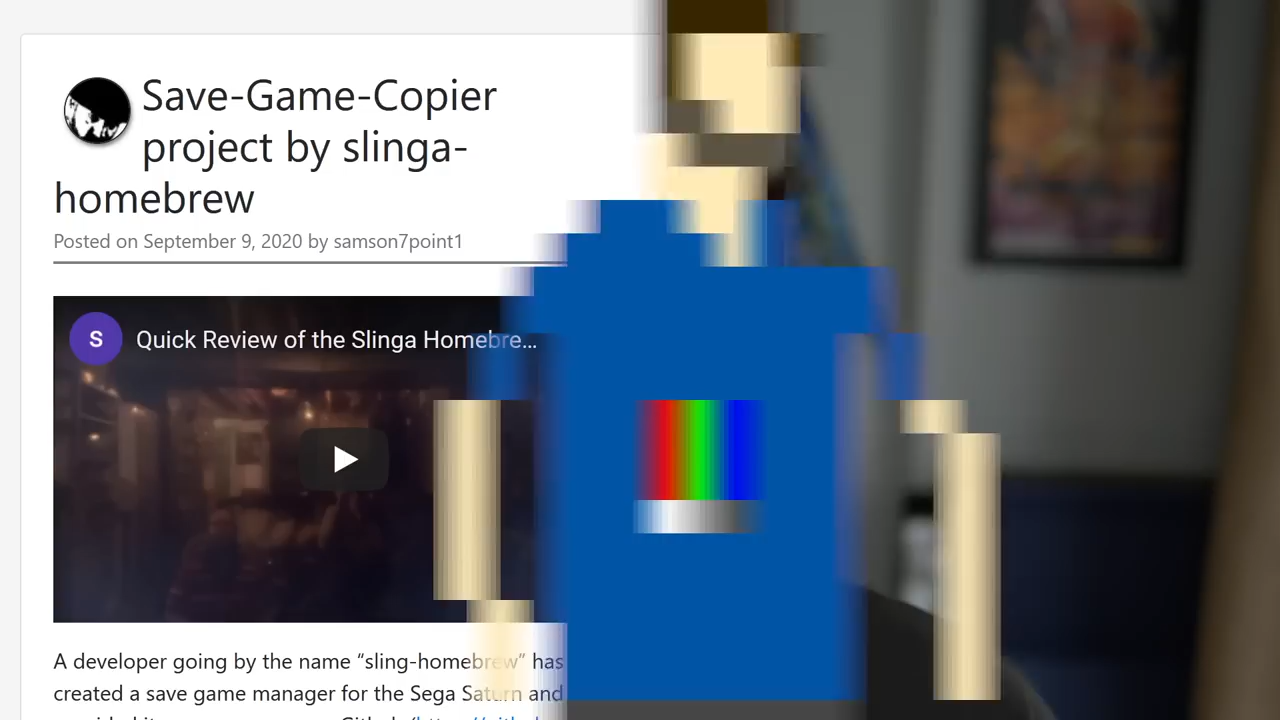 Save-Game-Copier
project by slinga-
homebrew
Posted on September 9, 2020 by samson7point1
S
Quick Review of the Slinga Homebre...
A developer going by the name “sling-homebrew” has
created a save game manager for the Sega Saturn and